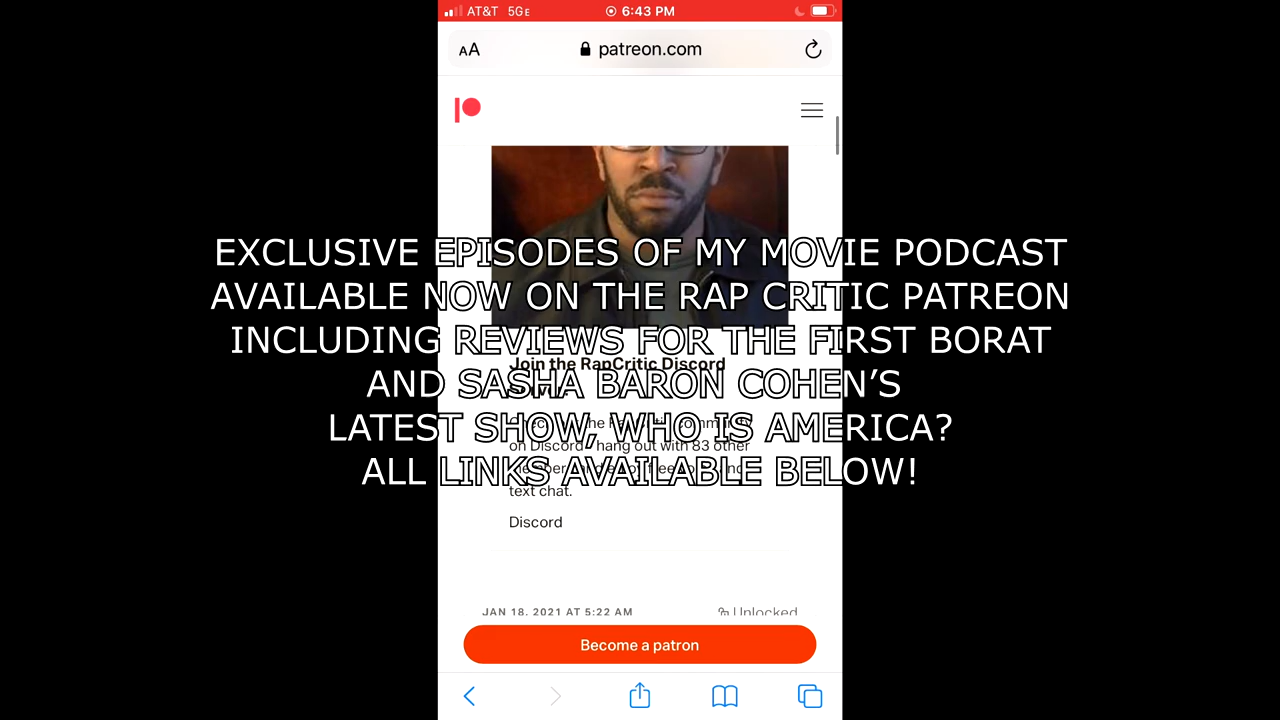 AT&T 5GE 6:43 PM
AA patreon.com
EXCLUSIVE EPISODES OF MY MOVIE PODCAST
AVAILABLE NOW ON THE RAP CRITIC PATREON
INCLUDING REVIEWS FOR THE FIRST BORAT
Join the RapCritic Discord
AND SASHA BARON COHEN'S
LATEST SHOW, WHO IS AMERICA?
on Discord - hang out with 83 other
ALL LINKS AVAILABLE BELOW!
text chat.
Discord
JAN 18, 2021 AT 5:22 AM Unlocked
Become a patron